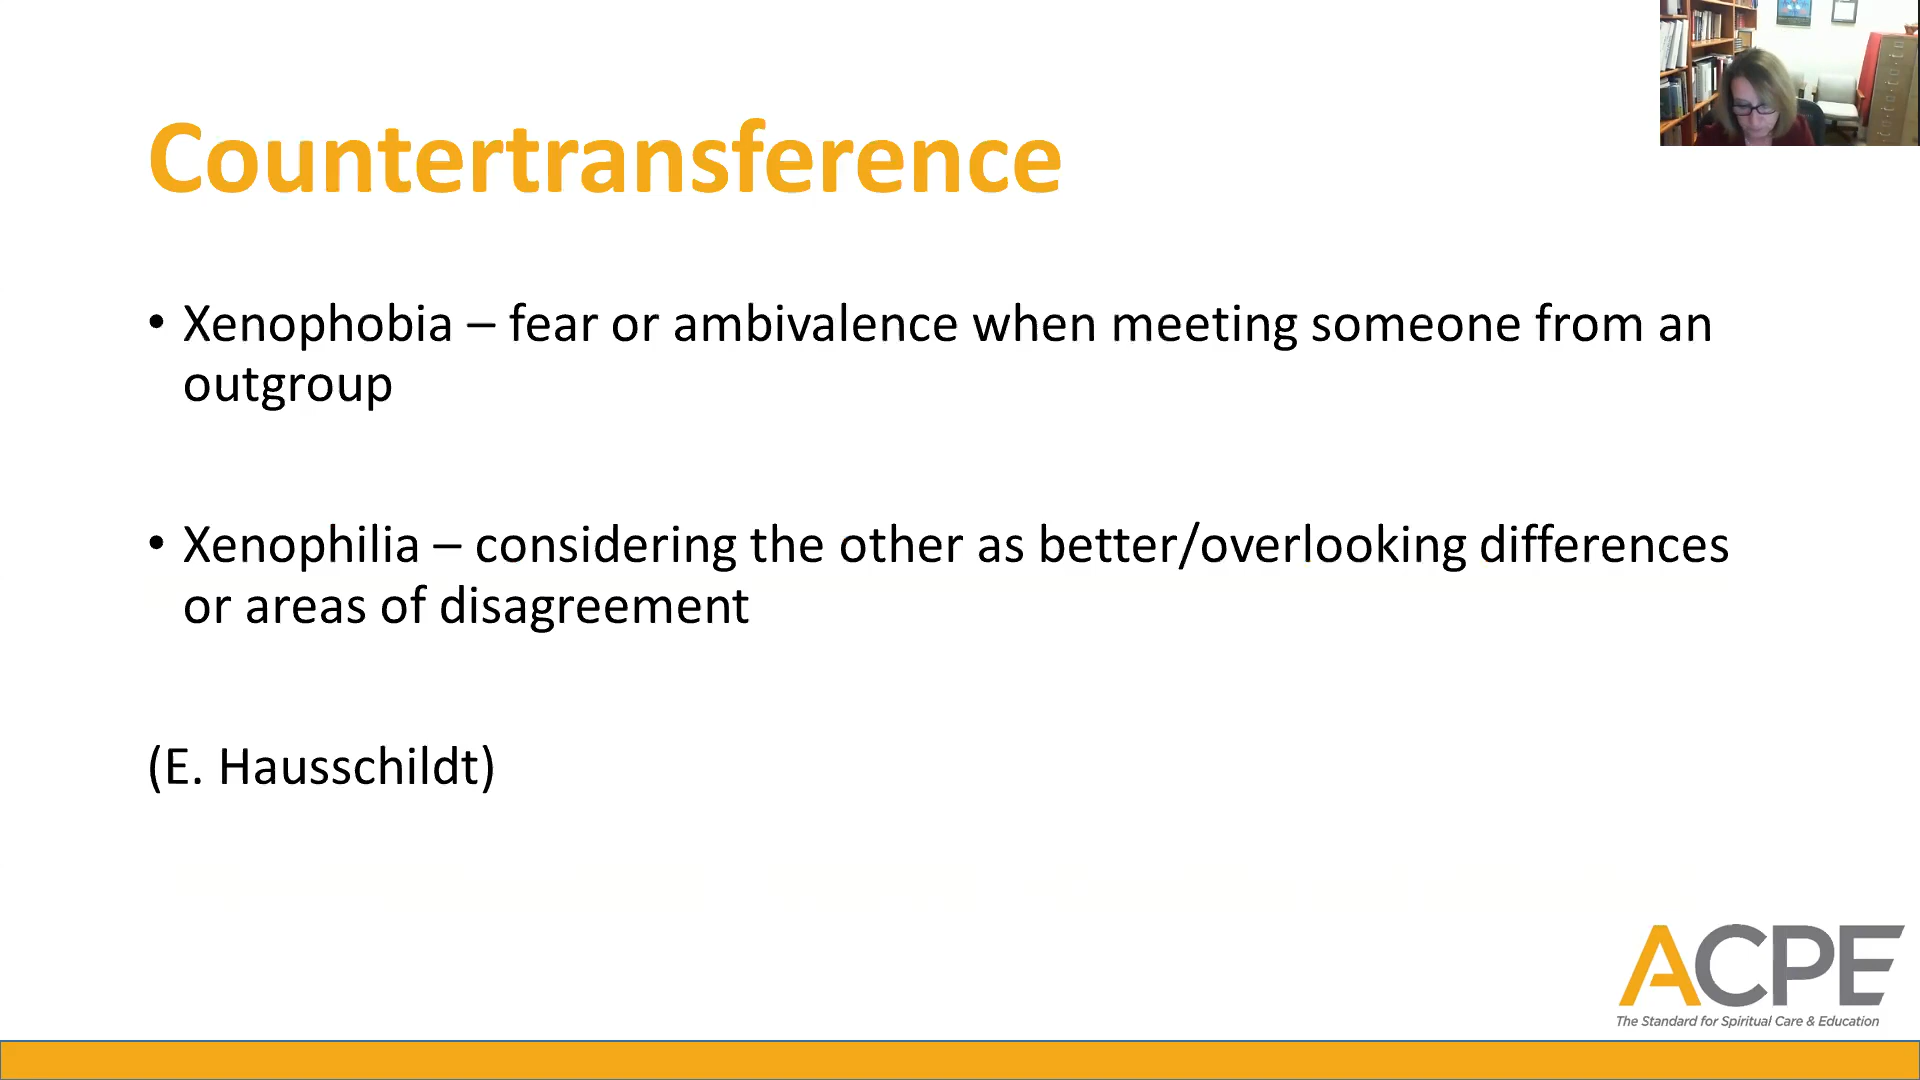 Countertransference
• Xenophobia – fear or ambivalence when meeting someone from an
outgroup
• Xenophilia – considering the other as better/overlooking differences
or areas of disagreement
(E. Hausschildt)
ACPE
The Standard for Spiritual Care & Education